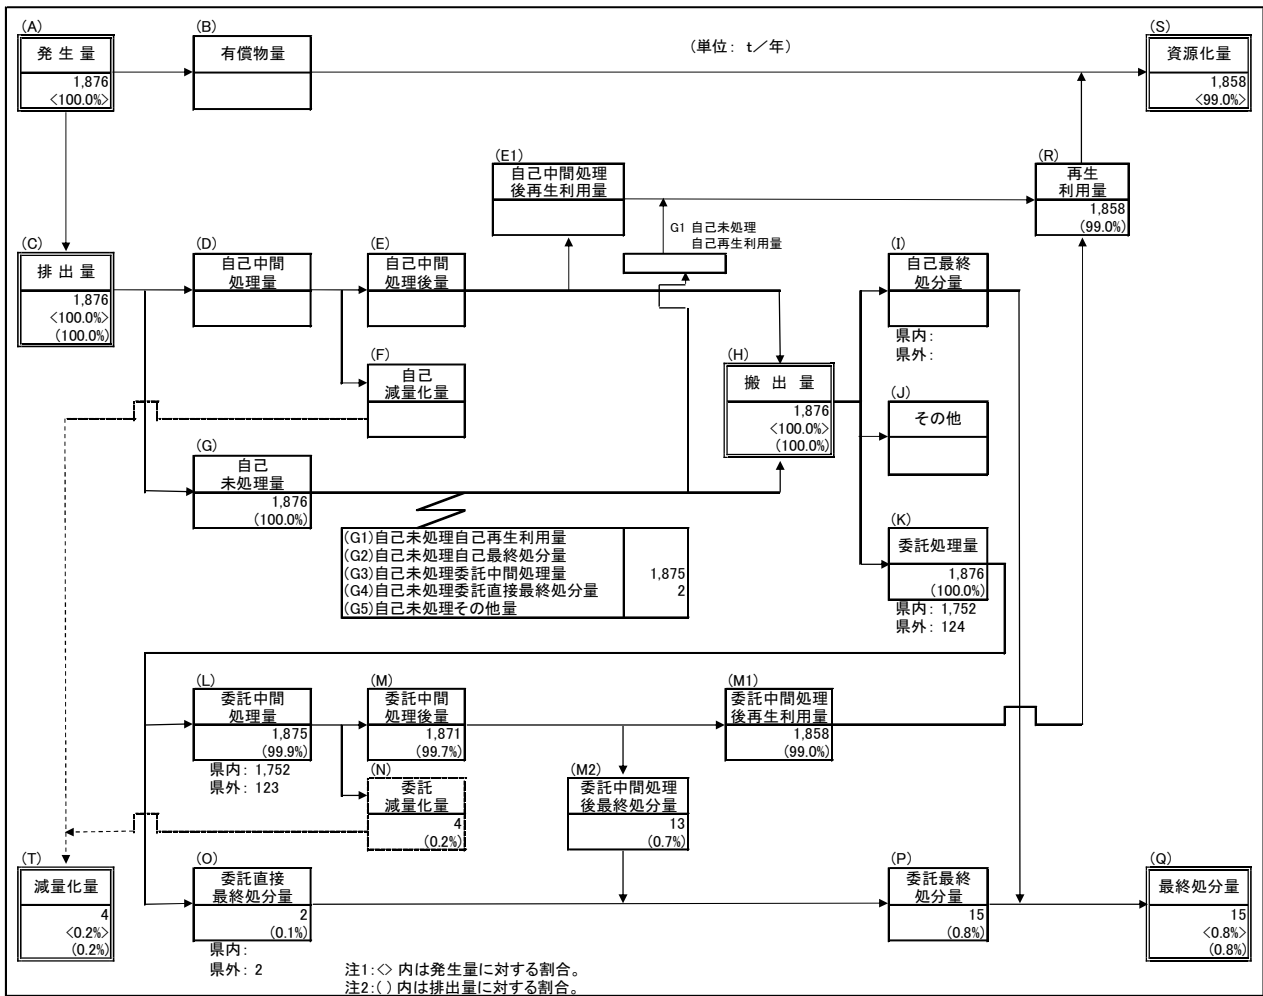 (A)
発 生 量
1,876
<100.0%>
(B)
有償物量
(単位: t/年)
(S)
資源化量
1,858
<99.0%>
(E1)
自己中間処理
後再生利用量
(R)
再生
利用量
1,858
(99.0%)
G1 自己未処理
自己再生利用量
(C)
排 出 量
1,876
<100.0%>
(100.0%)
(D)
自己中間
処理量
(E)
自己中間
処理後量
(I)
自己最終
処分量
県内:
県外:
(F)
自己
減量化量
(H)
搬 出 量
1,876
<100.0%>
(100.0%)
(J)
その他
(G)
自己
未処理量
1,876
(100.0%)
(G1)自己未処理自己再生利用量
(G2)自己未処理自己最終処分量
(G3)自己未処理委託中間処理量 1,875
(G4)自己未処理委託直接最終処分量 2
(G5)自己未処理その他量
(K)
委託処理量
1,876
(100.0%)
県内: 1,752
県外: 124
(L)
委託中間
処理量
1,875
(99.9%)
県内: 1,752
県外: 123
(M)
委託中間
処理後量
1,871
(99.7%)
(M1)
委託中間処理
後再生利用量
1,858
(99.0%)
(N)
委託
減量化量
4
(0.2%)
(M2)
委託中間処理
後最終処分量
13
(0.7%)
(T)
減量化量
4
<0.2%>
(0.2%)
(O)
委託直接
最終処分量
2
(0.1%)
県内:
県外: 2
(P)
委託最終
処分量
15
(0.8%)
(Q)
最終処分量
15
<0.8%>
(0.8%)
注1:<> 内は発生量に対する割合。
注2:( ) 内は排出量に対する割合。